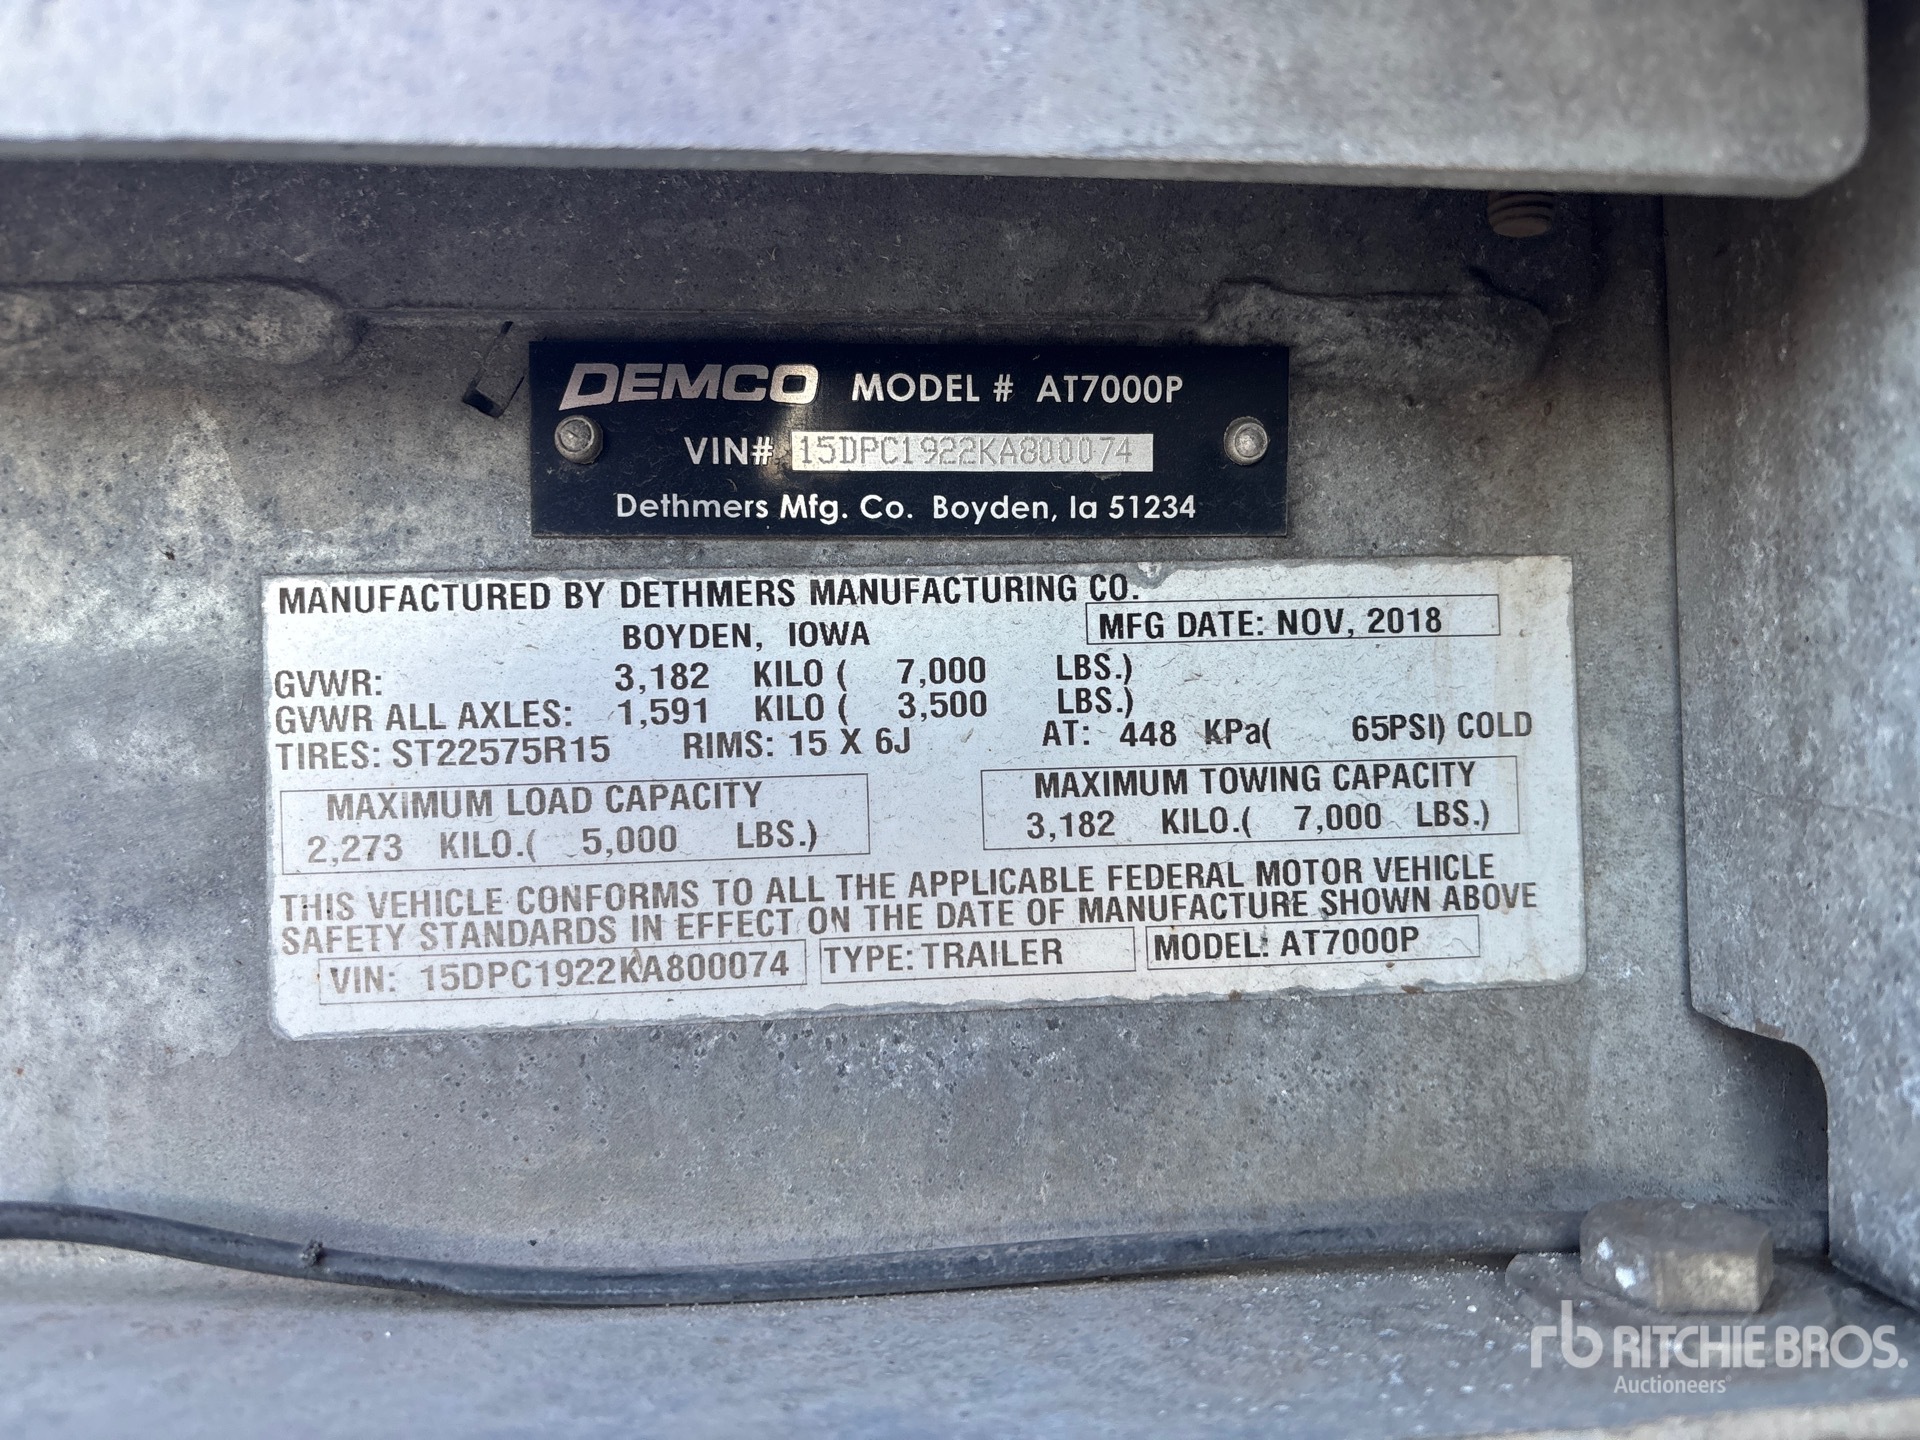 DEMCO MODEL # AT7000P
VIN# 15DPC1922KA800074
Dethmers Mfg. Co. Boyden, Ia 51234
MANUFACTURED BY DETHMERS MANUFACTURING CO.
BOYDEN, IOWA MFG DATE: NOV, 2018
GVWR: 3,182 KILO ( 7,000 LBS.)
GVWR ALL AXLES: 1,591 KILO ( 3,500 LBS.)
TIRES: ST22575R15 RIMS: 15 X 6J AT: 448 KPa( 65PSI) COLD
MAXIMUM LOAD CAPACITY
2,273 KILO.( 5,000 LBS.)
MAXIMUM TOWING CAPACITY
3,182 KILO.( 7,000 LBS.)
THIS VEHICLE CONFORMS TO ALL THE APPLICABLE FEDERAL MOTOR VEHICLE
SAFETY STANDARDS IN EFFECT ON THE DATE OF MANUFACTURE SHOWN ABOVE
VIN: 15DPC1922KA800074 TYPE: TRAILER MODEL: AT7000P
rb RITCHIE BROS.
Auctioneers